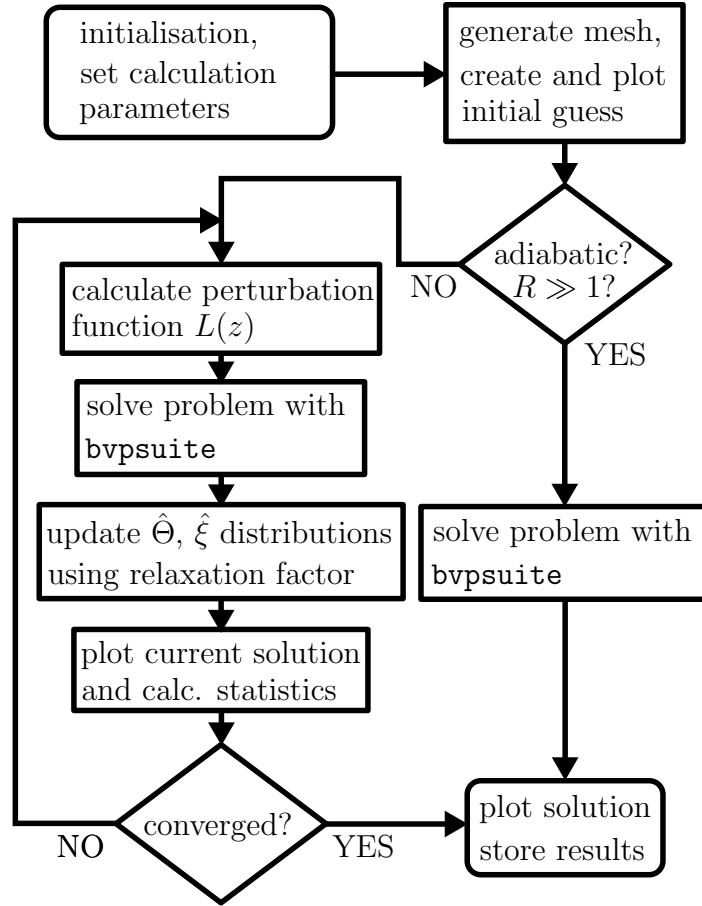 initialisation,
set calculation
parameters
generate mesh,
create and plot
initial guess
adiabatic?
R ≫ 1?
NO
YES
calculate perturbation
function L(z)
solve problem with
bvpsuite
update Θ̂, ξ̂ distributions
using relaxation factor
plot current solution
and calc. statistics
converged?
NO
YES
solve problem with
bvpsuite
plot solution
store results